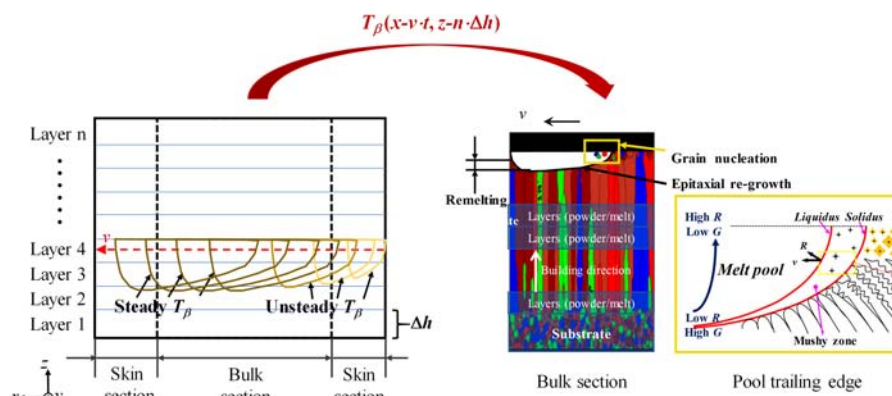 Tβ(x-v·t, z-n·Δh)
Layer n
Layer 4
Layer 3
Layer 2
Layer 1
v
Steady Tβ
Unsteady Tβ
Δh
z
Skin
section
Bulk
section
Skin
section
v
Grain nucleation
Epitaxial re-growth
Remelting
Layers (powder/melt)
Layers (powder/melt)
Building direction
Layers (powder/melt)
Substrate
Bulk section
High R
Low G
Liquidus
Solidus
R
v
Melt pool
Low R
High G
Mushy zone
Pool trailing edge